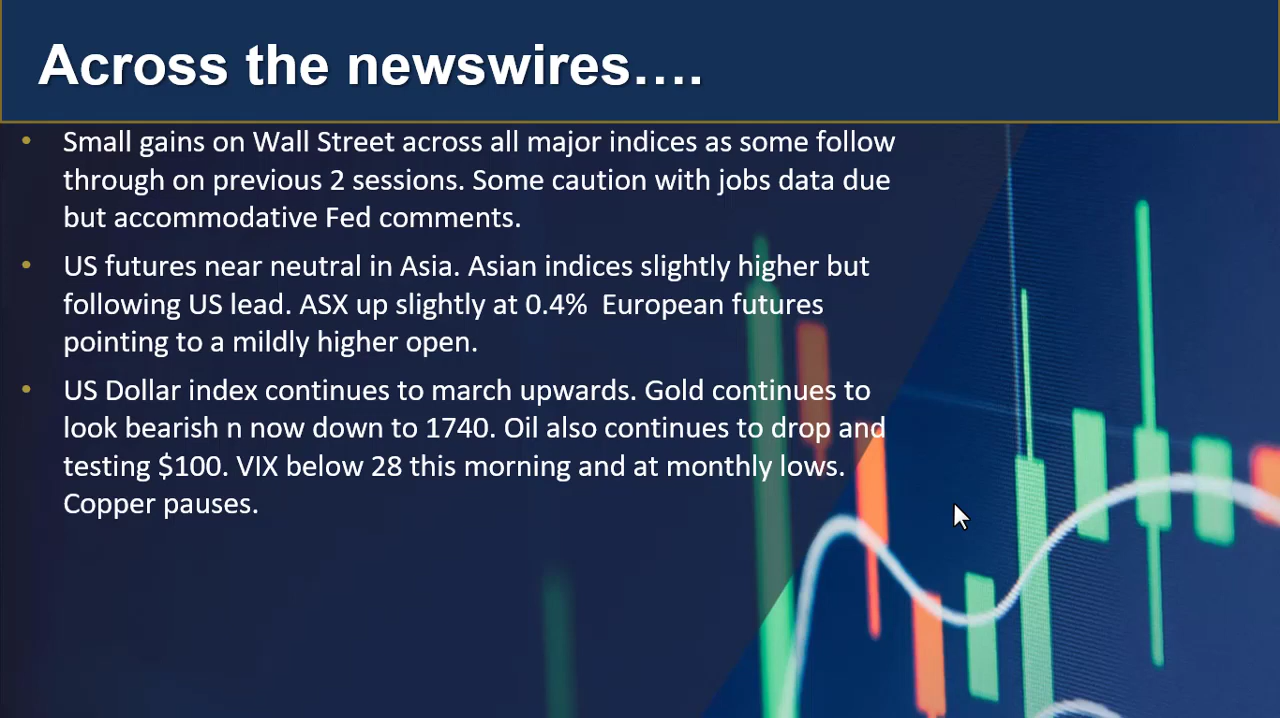 Across the newswires....
• Small gains on Wall Street across all major indices as some follow
through on previous 2 sessions. Some caution with jobs data due
but accommodative Fed comments.
• US futures near neutral in Asia. Asian indices slightly higher but
following US lead. ASX up slightly at 0.4%  European futures
pointing to a mildly higher open.
• US Dollar index continues to march upwards. Gold continues to
look bearish n now down to 1740. Oil also continues to drop and
testing $100. VIX below 28 this morning and at monthly lows.
Copper pauses.